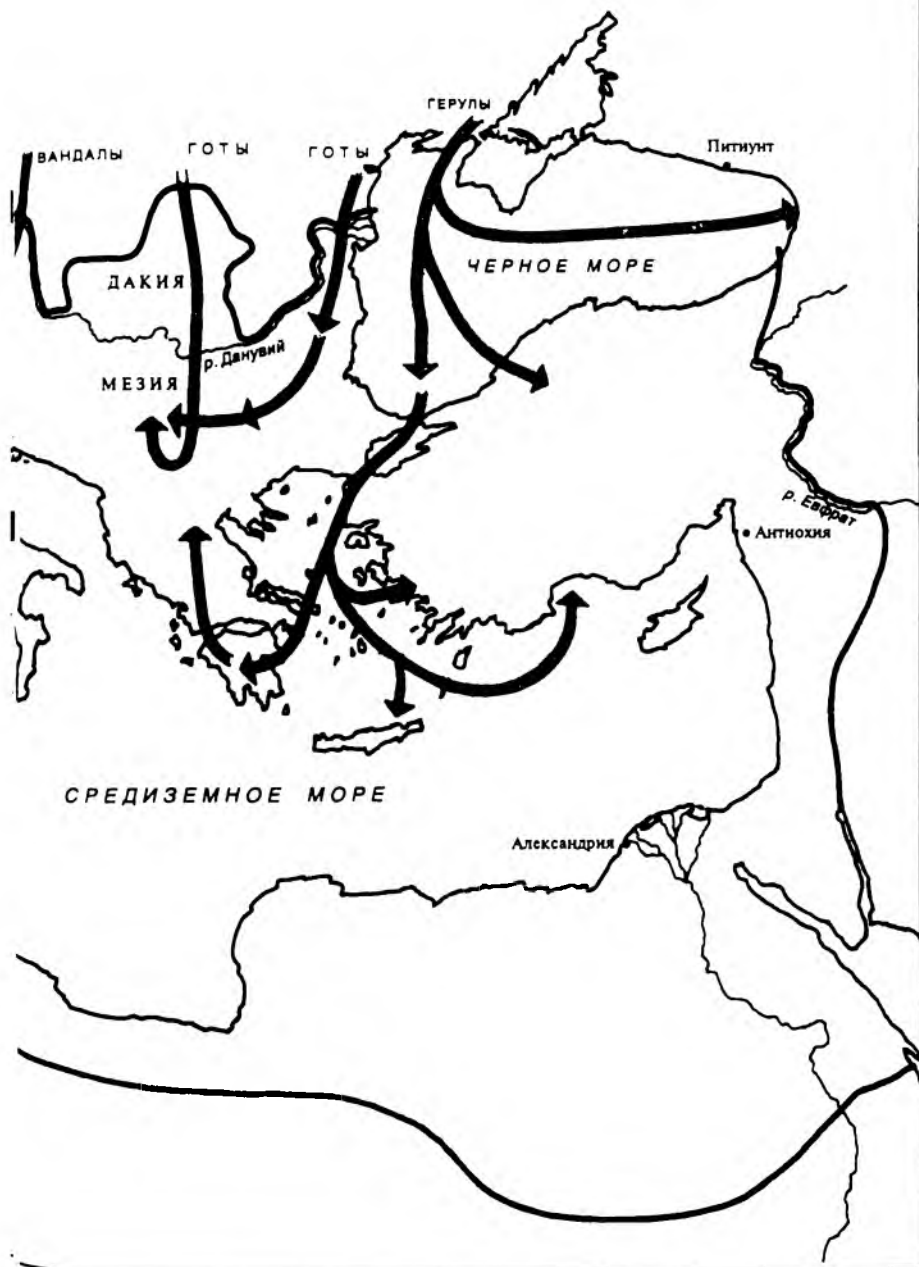 ГЕРУЛЫ
ВАНДАЛЫ
ГОТЫ
ГОТЫ
Питиунт
ЧЕРНОЕ МОРЕ
ДАКИЯ
р. Данувий
МЕЗИЯ
р. Евфрат
Антиохия
СРЕДИЗЕМНОЕ МОРЕ
Александрия